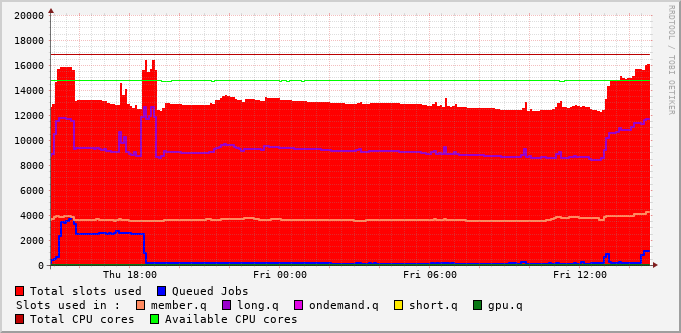 20000
18000
16000
14000
12000
10000
8000
6000
4000
2000
0
Thu 18:00 Fri 00:00 Fri 06:00 Fri 12:00
RRDTOOL / TOBI OETIKER
Total slots used Queued Jobs
Slots used in : member.q long.q ondemand.q short.q gpu.q
Total CPU cores Available CPU cores